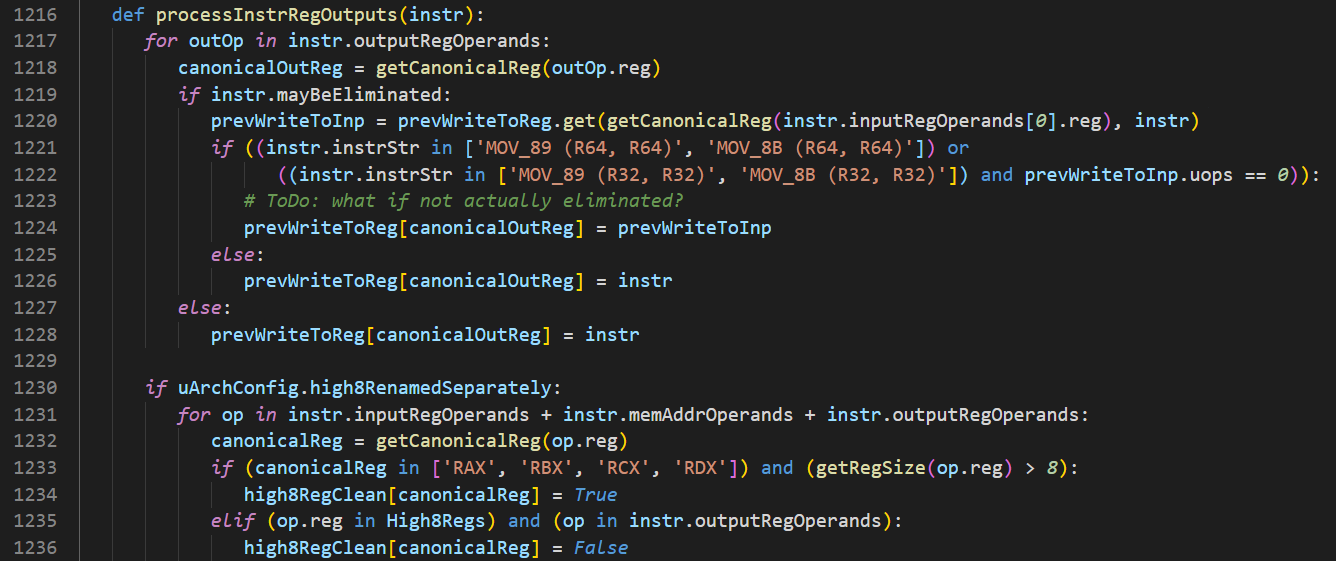 1216 def processInstrRegOutputs(instr):
1217 for outOp in instr.outputRegOperands:
1218 canonicalOutReg = getCanonicalReg(outOp.reg)
1219 if instr.mayBeEliminated:
1220 prevWriteToInp = prevWriteToReg.get(getCanonicalReg(instr.inputRegOperands[0].reg), instr)
1221 if ((instr.instrStr in ['MOV_89 (R64, R64)', 'MOV_8B (R64, R64)']) or
1222 ((instr.instrStr in ['MOV_89 (R32, R32)', 'MOV_8B (R32, R32)']) and prevWriteToInp.uops == 0)):
1223 # ToDo: what if not actually eliminated?
1224 prevWriteToReg[canonicalOutReg] = prevWriteToInp
1225 else:
1226 prevWriteToReg[canonicalOutReg] = instr
1227 else:
1228 prevWriteToReg[canonicalOutReg] = instr
1229
1230 if uArchConfig.high8RenamedSeparately:
1231 for op in instr.inputRegOperands + instr.memAddrOperands + instr.outputRegOperands:
1232 canonicalReg = getCanonicalReg(op.reg)
1233 if (canonicalReg in ['RAX', 'RBX', 'RCX', 'RDX']) and (getRegSize(op.reg) > 8):
1234 high8RegClean[canonicalReg] = True
1235 elif (op.reg in High8Regs) and (op in instr.outputRegOperands):
1236 high8RegClean[canonicalReg] = False